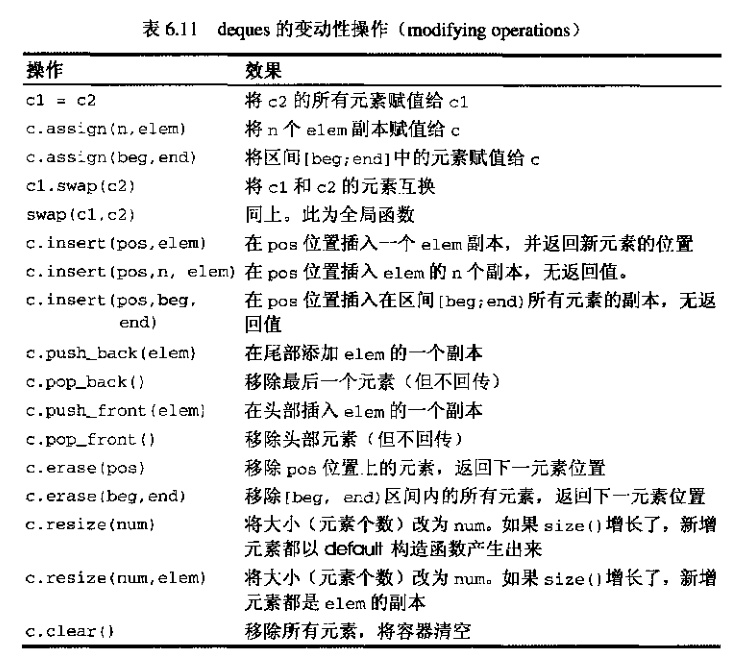 表 6.11 deques 的变动性操作（modifying operations）
操作 效果
c1 = c2 将 c2 的所有元素赋值给 c1
c.assign(n,elem) 将 n 个 elem 副本赋值给 c
c.assign(beg,end) 将区间[beg;end]中的元素赋值给 c
c1.swap(c2) 将 c1 和 c2 的元素互换
swap(c1,c2) 同上。此为全局函数
c.insert(pos,elem) 在 pos 位置插入一个 elem 副本，并返回新元素的位置
c.insert(pos,n, elem) 在 pos 位置插入 elem 的 n 个副本，无返回值。
c.insert(pos,beg, 在 pos 位置插入在区间[beg;end)所有元素的副本，无返
end) 回值
c.push_back(elem) 在尾部添加 elem 的一个副本
c.pop_back() 移除最后一个元素（但不回传）
c.push_front(elem) 在头部插入 elem 的一个副本
c.pop_front() 移除头部元素（但不回传）
c.erase(pos) 移除 pos 位置上的元素，返回下一元素位置
c.erase(beg,end) 移除[beg, end)区间内的所有元素，返回下一元素位置
c.resize(num) 将大小（元素个数）改为 num。如果 size()增长了，新增
元素都以 default 构造函数产生出来
c.resize(num,elem) 将大小（元素个数）改为 num。如果 size()增长了，新增
元素都是 elem 的副本
c.clear() 移除所有元素，将容器清空